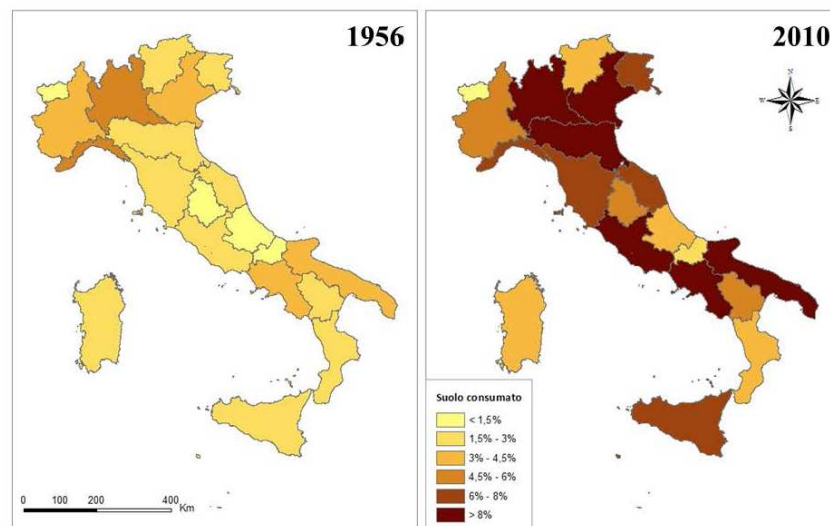 1956
2010
N
W
E
S
Suolo consumato
< 1,5%
1,5% - 3%
3% - 4,5%
4,5% - 6%
6% - 8%
> 8%
0 100 200 400
Km